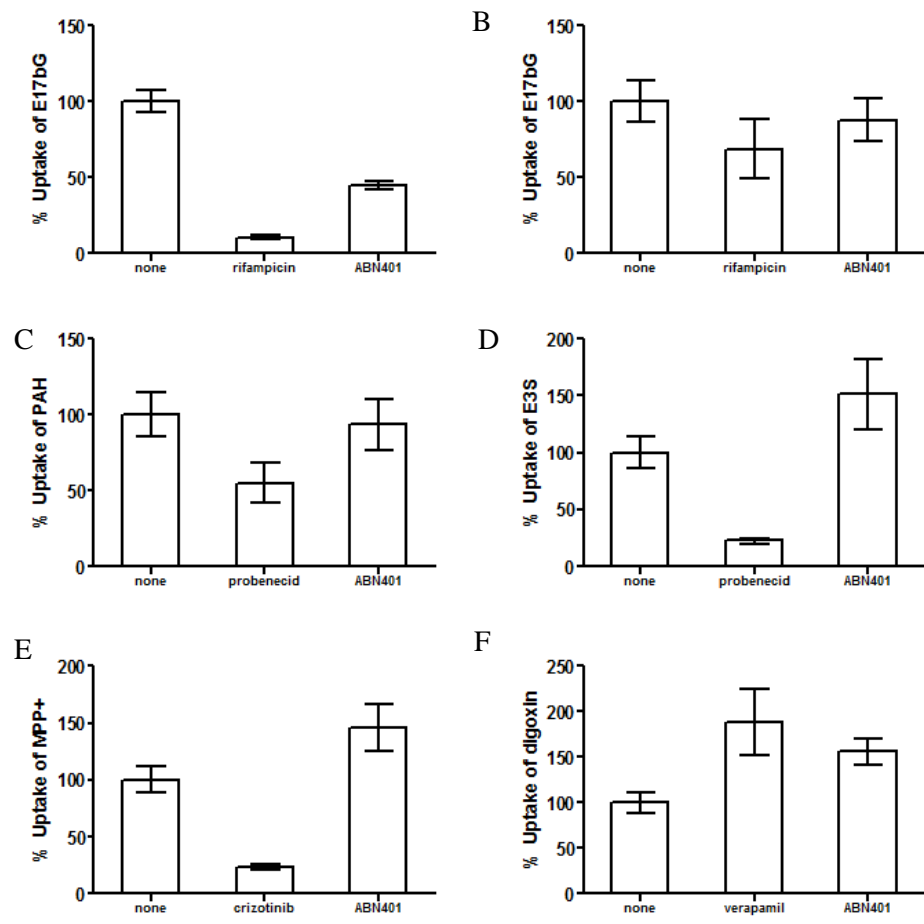 150
100
50
0
% Uptake of E17bG
none rifampicin ABN401
B
150
100
50
0
% Uptake of E17bG
none rifampicin ABN401
C
150
100
50
0
% Uptake of PAH
none probenecid ABN401
D
200
150
100
50
0
% Uptake of E3S
none probenecid ABN401
E
200
150
100
50
0
% Uptake of MPP+
none crizotinib ABN401
F
250
200
150
100
50
0
% Uptake of digoxin
none verapamil ABN401